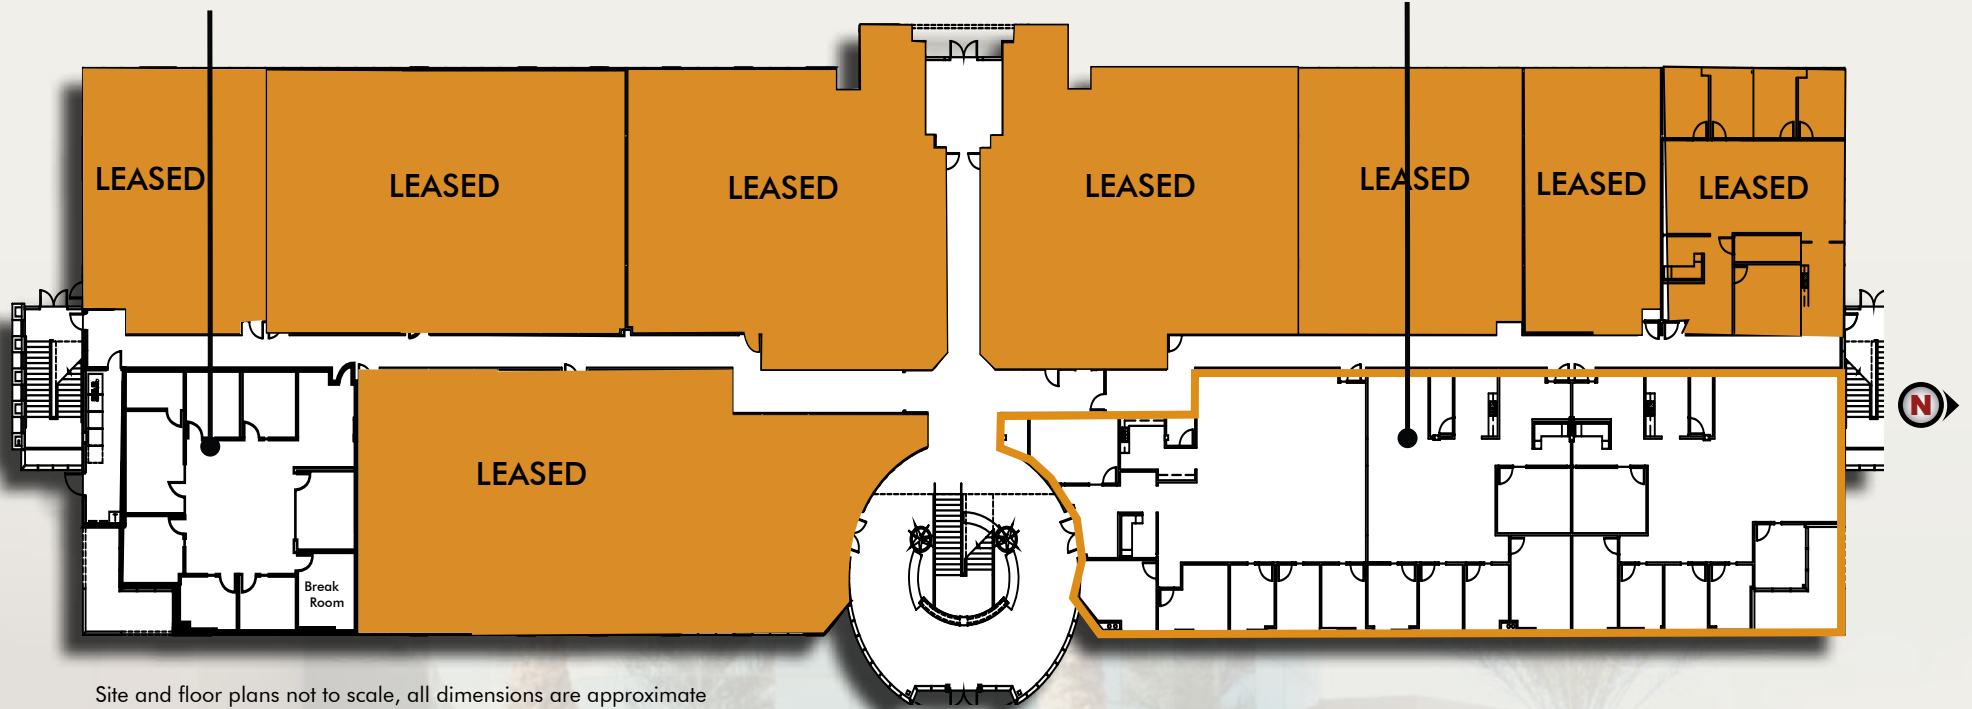 LEASED
LEASED
LEASED
LEASED
LEASED
LEASED
LEASED
LEASED
N
Break
Room
Site and floor plans not to scale, all dimensions are approximate